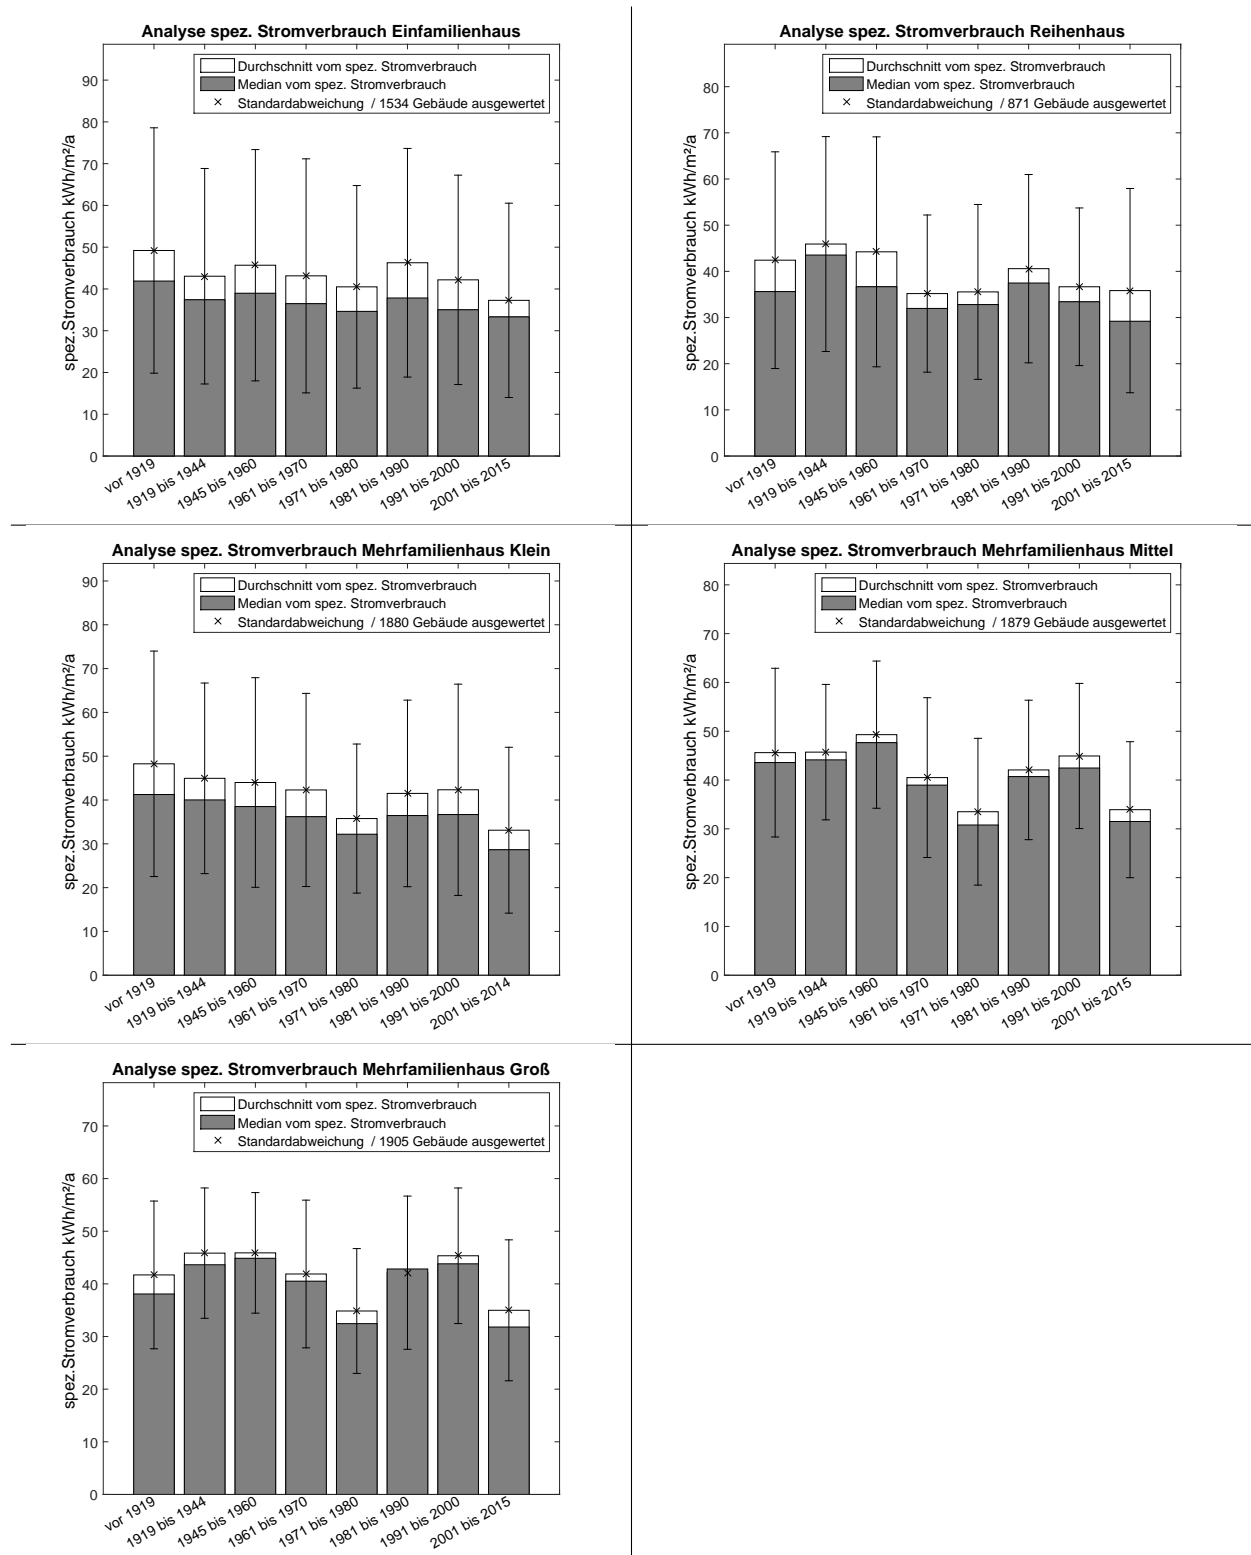 Analyse spez. Stromverbrauch Einfamilienhaus
Durchschnitt vom spez. Stromverbrauch
Median vom spez. Stromverbrauch
Standardabweichung / 1534 Gebäude ausgewertet
spez.Stromverbrauch kWh/m²/a
90
80
70
60
50
40
30
20
10
0
vor 1919
1919 bis 1944
1945 bis 1960
1961 bis 1970
1971 bis 1980
1981 bis 1990
1991 bis 2000
2001 bis 2015
Analyse spez. Stromverbrauch Reihenhaus
Durchschnitt vom spez. Stromverbrauch
Median vom spez. Stromverbrauch
Standardabweichung / 871 Gebäude ausgewertet
spez.Stromverbrauch kWh/m²/a
80
70
60
50
40
30
20
10
0
vor 1919
1919 bis 1944
1945 bis 1960
1961 bis 1970
1971 bis 1980
1981 bis 1990
1991 bis 2000
2001 bis 2015
Analyse spez. Stromverbrauch Mehrfamilienhaus Klein
Durchschnitt vom spez. Stromverbrauch
Median vom spez. Stromverbrauch
Standardabweichung / 1880 Gebäude ausgewertet
spez.Stromverbrauch kWh/m²/a
90
80
70
60
50
40
30
20
10
0
vor 1919
1919 bis 1944
1945 bis 1960
1961 bis 1970
1971 bis 1980
1981 bis 1990
1991 bis 2000
2001 bis 2014
Analyse spez. Stromverbrauch Mehrfamilienhaus Mittel
Durchschnitt vom spez. Stromverbrauch
Median vom spez. Stromverbrauch
Standardabweichung / 1879 Gebäude ausgewertet
spez.Stromverbrauch kWh/m²/a
80
70
60
50
40
30
20
10
0
vor 1919
1919 bis 1944
1945 bis 1960
1961 bis 1970
1971 bis 1980
1981 bis 1990
1991 bis 2000
2001 bis 2015
Analyse spez. Stromverbrauch Mehrfamilienhaus Groß
Durchschnitt vom spez. Stromverbrauch
Median vom spez. Stromverbrauch
Standardabweichung / 1905 Gebäude ausgewertet
spez.Stromverbrauch kWh/m²/a
70
60
50
40
30
20
10
0
vor 1919
1919 bis 1944
1945 bis 1960
1961 bis 1970
1971 bis 1980
1981 bis 1990
1991 bis 2000
2001 bis 2015